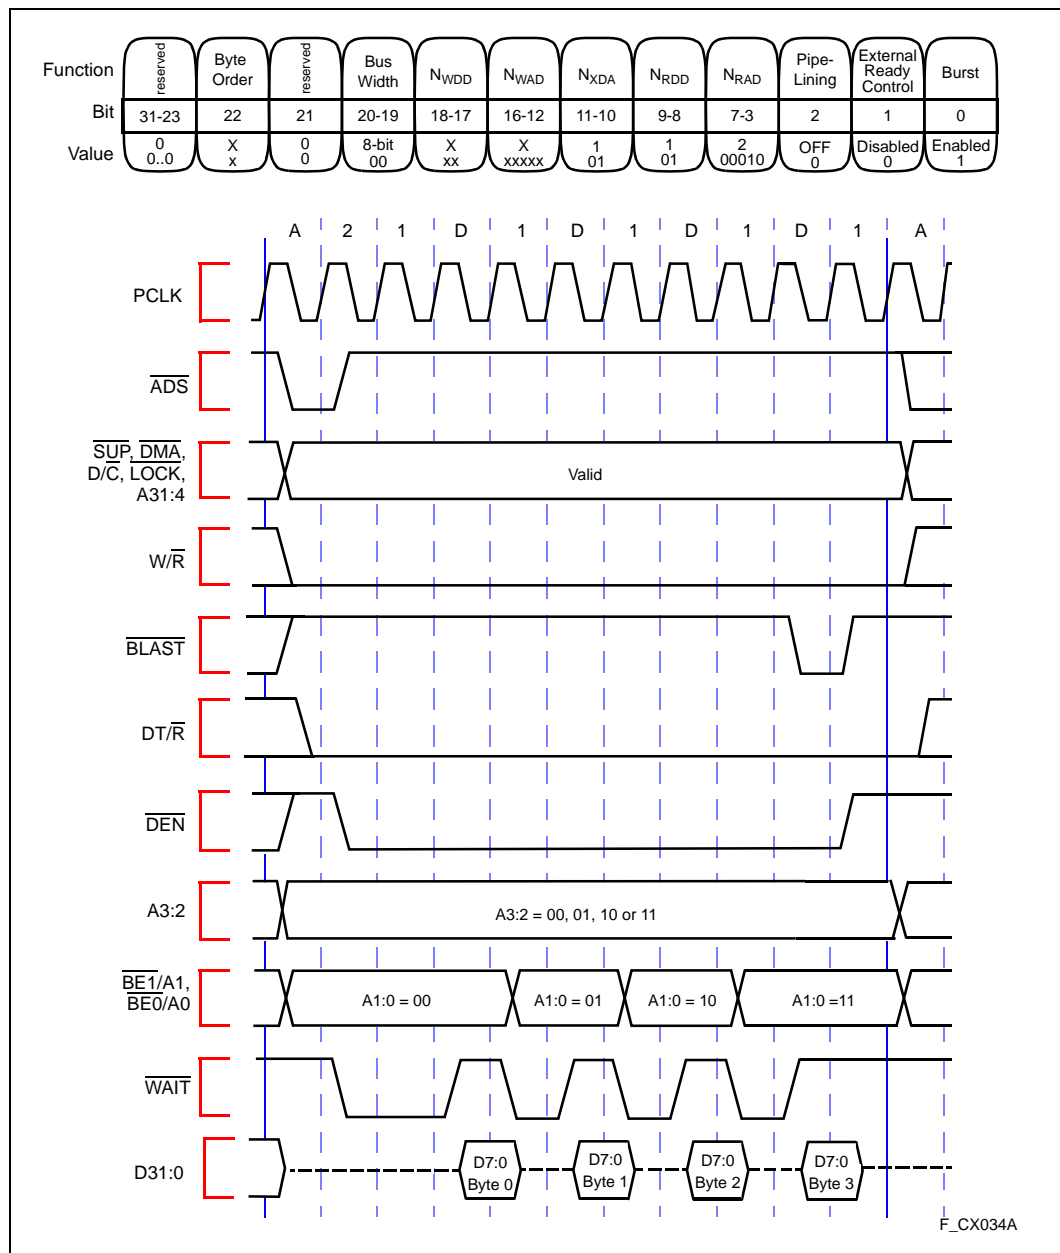 Function reserved Byte Order reserved Bus Width NWDD NWAD NXDA NRDD NRAD Pipe-Lining External Ready Control Burst
Bit 31-23 22 21 20-19 18-17 16-12 11-10 9-8 7-3 2 1 0
Value 0 X 0 8-bit X X 1 1 2 OFF Disabled Enabled
0..0 x 0 00 xx xxxxx 01 01 00010 0 0 1
A 2 1 D 1 D 1 D 1 D 1 A
PCLK
ADS
SUP, DMA,
D/C, LOCK,
A31:4
Valid
W/R
BLAST
DT/R
DEN
A3:2
A3:2 = 00, 01, 10 or 11
BE1/A1,
BE0/A0
A1:0 = 00 A1:0 = 01 A1:0 = 10 A1:0 =11
WAIT
D31:0
D7:0 D7:0 D7:0 D7:0
Byte 0 Byte 1 Byte 2 Byte 3
F_CX034A